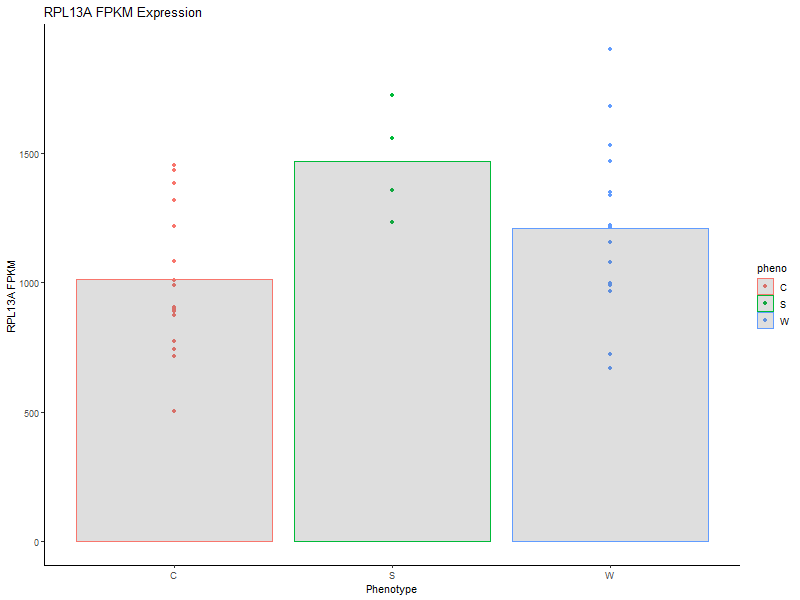 RPL13A FPKM Expression
RPL13A FPKM
1500
1000
500
0
C
S
W
Phenotype
pheno
C
S
W